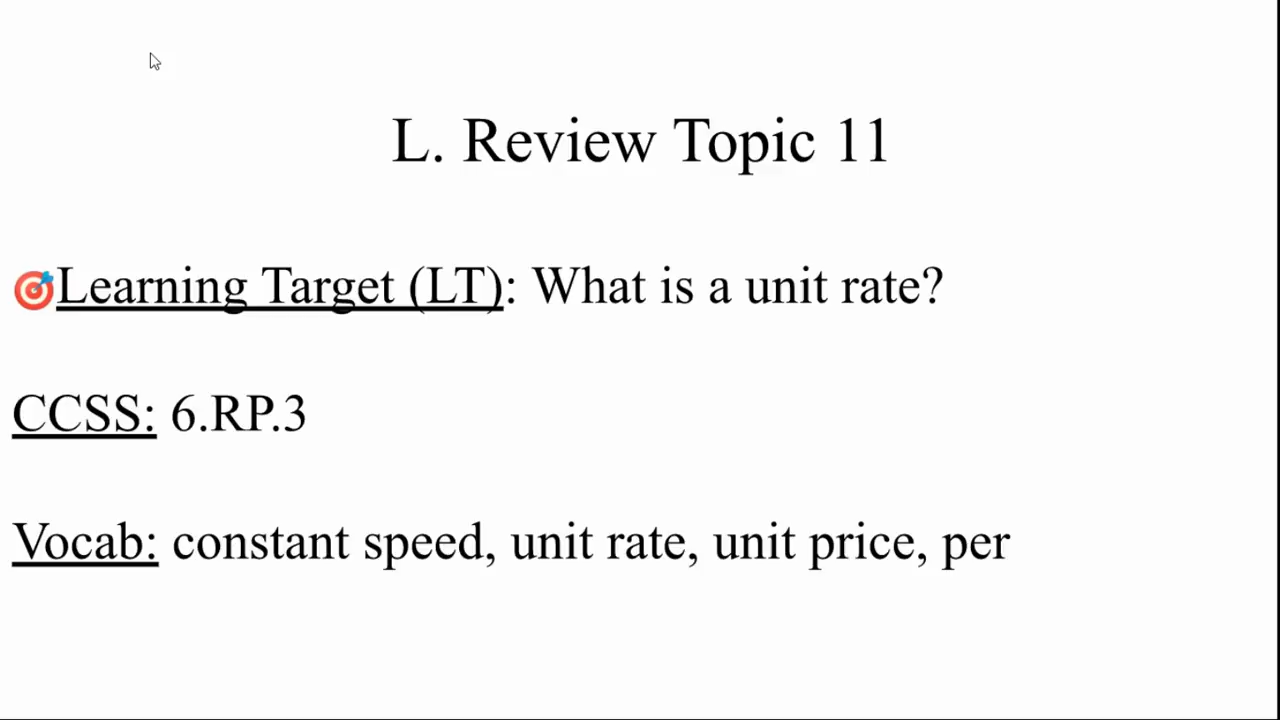 L. Review Topic 11
🎯Learning Target (LT): What is a unit rate?
CCSS: 6.RP.3
Vocab: constant speed, unit rate, unit price, per